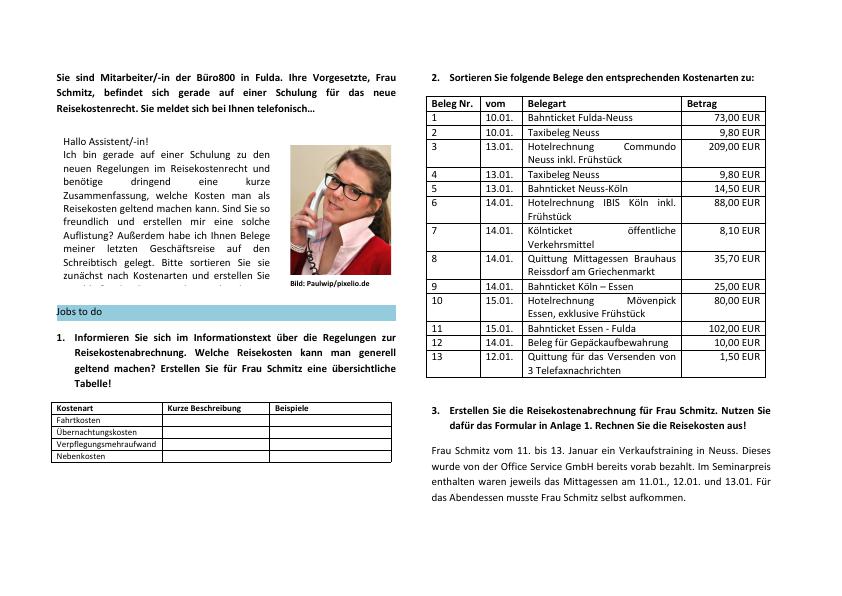 Sie sind Mitarbeiter/-in der Büro800 in Fulda. Ihre Vorgesetzte, Frau
Schmitz, befindet sich gerade auf einer Schulung für das neue
Reisekostenrecht. Sie meldet sich bei Ihnen telefonisch…
Hallo Assistent/-in!
Ich bin gerade auf einer Schulung zu den
neuen Regelungen im Reisekostenrecht und
benötige dringend eine kurze
Zusammenfassung, welche Kosten man als
Reisekosten geltend machen kann. Sind Sie so
freundlich und erstellen mir eine solche
Auflistung? Außerdem habe ich Ihnen Belege
meiner letzten Geschäftsreise auf den
Schreibtisch gelegt. Bitte sortieren Sie sie
zunächst nach Kostenarten und erstellen Sie
Bild: Paulwip/pixelio.de
Jobs to do
1. Informieren Sie sich im Informationstext über die Regelungen zur
Reisekostenabrechnung. Welche Reisekosten kann man generell
geltend machen? Erstellen Sie für Frau Schmitz eine übersichtliche
Tabelle!
Kostenart Kurze Beschreibung Beispiele
Fahrtkosten
Übernachtungskosten
Verpflegungsmehraufwand
Nebenkosten
2. Sortieren Sie folgende Belege den entsprechenden Kostenarten zu:
Beleg Nr. vom Belegart Betrag
1 10.01. Bahnticket Fulda-Neuss 73,00 EUR
2 10.01. Taxibeleg Neuss 9,80 EUR
3 13.01. Hotelrechnung Commundo 209,00 EUR
Neuss inkl. Frühstück
4 13.01. Taxibeleg Neuss 9,80 EUR
5 13.01. Bahnticket Neuss-Köln 14,50 EUR
6 14.01. Hotelrechnung IBIS Köln inkl. 88,00 EUR
Frühstück
7 14.01. Kölnticket öffentliche 8,10 EUR
Verkehrsmittel
8 14.01. Quittung Mittagessen Brauhaus 35,70 EUR
Reissdorf am Griechenmarkt
9 14.01. Bahnticket Köln – Essen 25,00 EUR
10 15.01. Hotelrechnung Mövenpick 80,00 EUR
Essen, exklusive Frühstück
11 15.01. Bahnticket Essen - Fulda 102,00 EUR
12 14.01. Beleg für Gepäckaufbewahrung 10,00 EUR
13 12.01. Quittung für das Versenden von 1,50 EUR
3 Telefaxnachrichten
3. Erstellen Sie die Reisekostenabrechnung für Frau Schmitz. Nutzen Sie
dafür das Formular in Anlage 1. Rechnen Sie die Reisekosten aus!
Frau Schmitz vom 11. bis 13. Januar ein Verkaufstraining in Neuss. Dieses
wurde von der Office Service GmbH bereits vorab bezahlt. Im Seminarpreis
enthalten waren jeweils das Mittagessen am 11.01., 12.01. und 13.01. Für
das Abendessen musste Frau Schmitz selbst aufkommen.